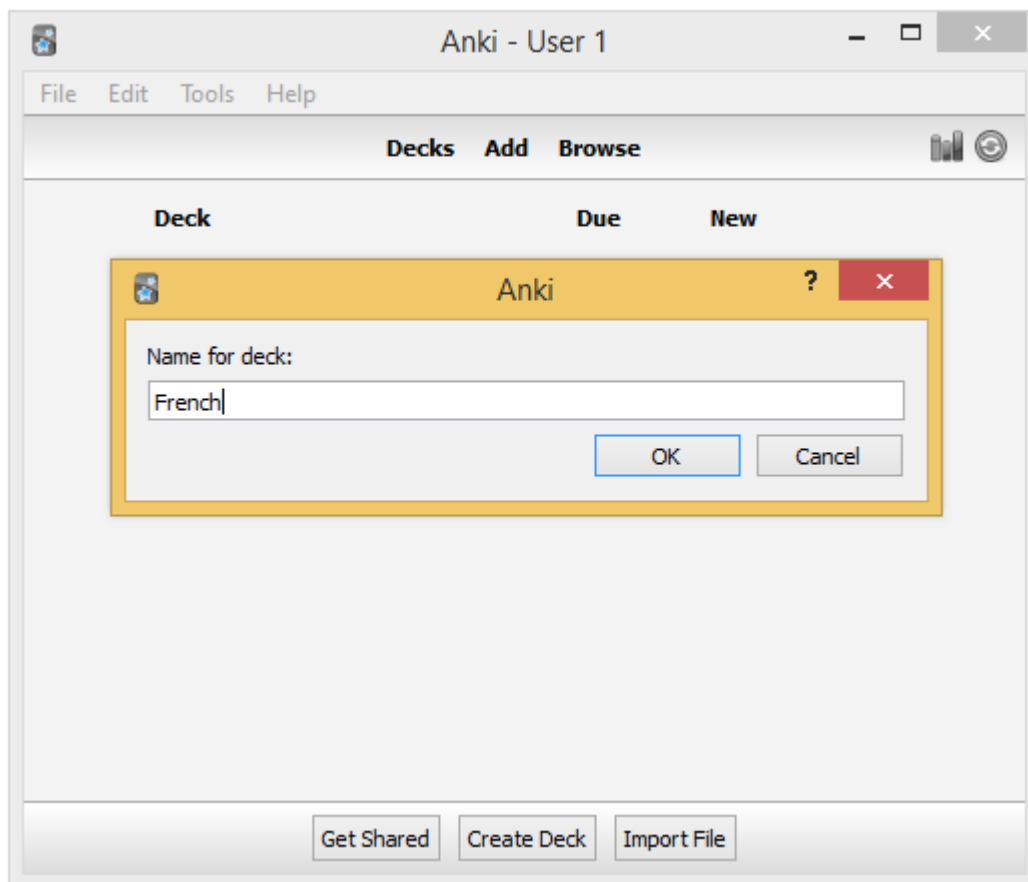 Anki - User 1
File Edit Tools Help
Decks Add Browse
Deck Due New
Anki ?
Name for deck:
French
OK Cancel
Get Shared Create Deck Import File